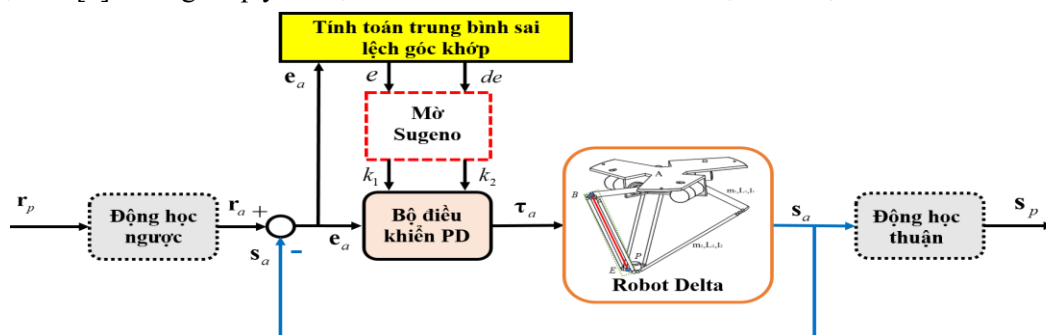 Tính toán trung bình sai
lệch góc khớp
e_a
e
de
Mờ
Sugeno
k_1
k_2
r_p
Động học
ngược
r_a
+
s_a
−
e_a
Bộ điều
khiển PD
τ_a
A
B
P
E
Robot Delta
s_a
Động học
thuận
s_p